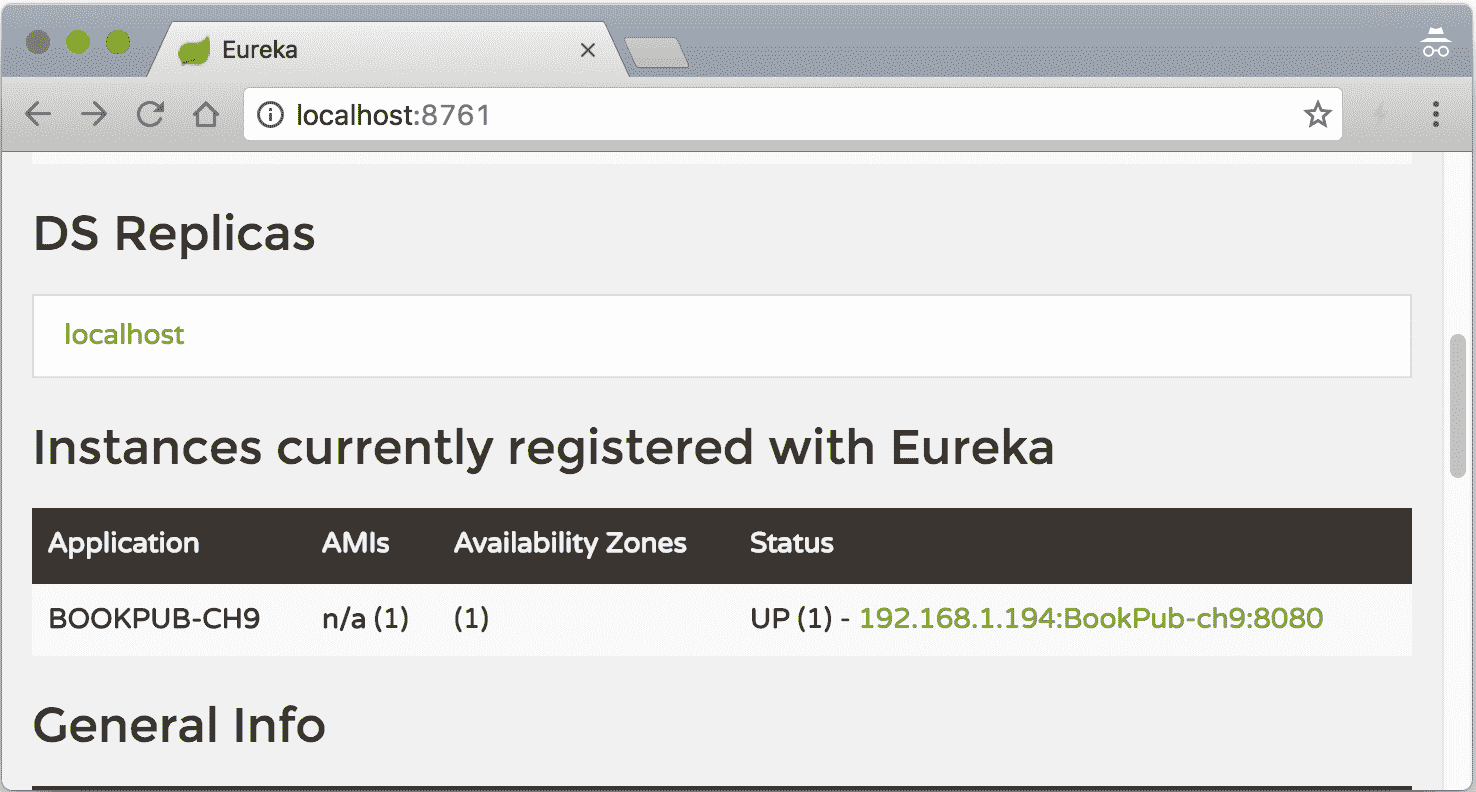 Eureka
localhost:8761
DS Replicas
localhost
Instances currently registered with Eureka
Application AMIs Availability Zones Status
BOOKPUB-CH9 n/a (1) (1) UP (1) - 192.168.1.194:BookPub-ch9:8080
General Info